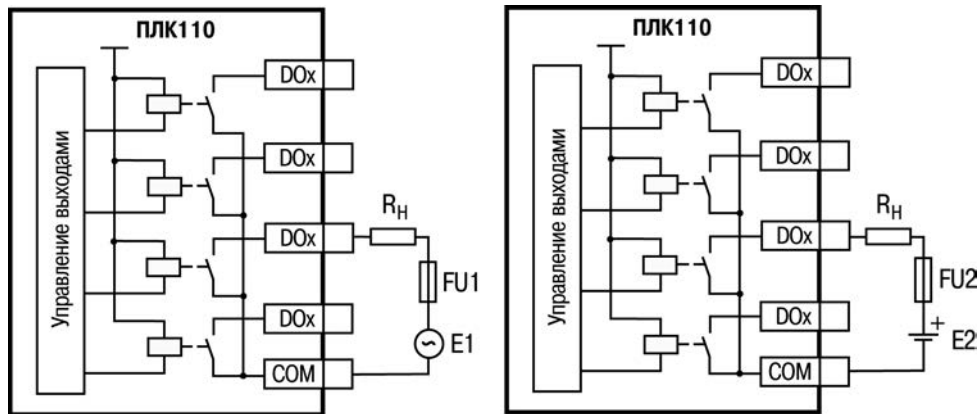 ПЛК110
Управление выходами
DOx
DOx
DOx
DOx
COM
RН
FU1
E1
ПЛК110
Управление выходами
DOx
DOx
DOx
DOx
COM
RН
FU2
+
E2